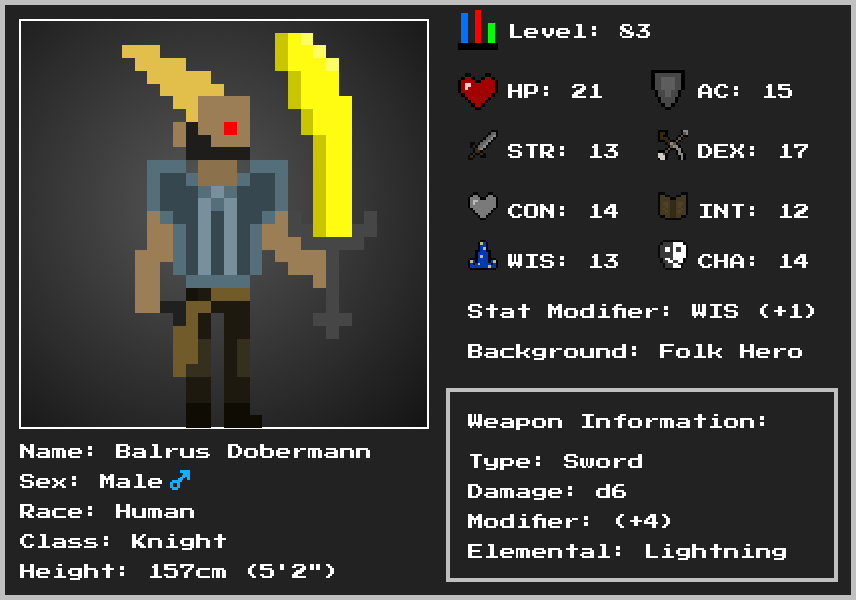 Level: 83
HP: 21
AC: 15
STR: 13
DEX: 17
CON: 14
INT: 12
WIS: 13
CHA: 14
Stat Modifier: WIS (+1)
Background: Folk Hero
Name: Balrus Dobermann
Sex: Male♂
Race: Human
Class: Knight
Height: 157cm (5'2")
Weapon Information:
Type: Sword
Damage: d6
Modifier: (+4)
Elemental: Lightning